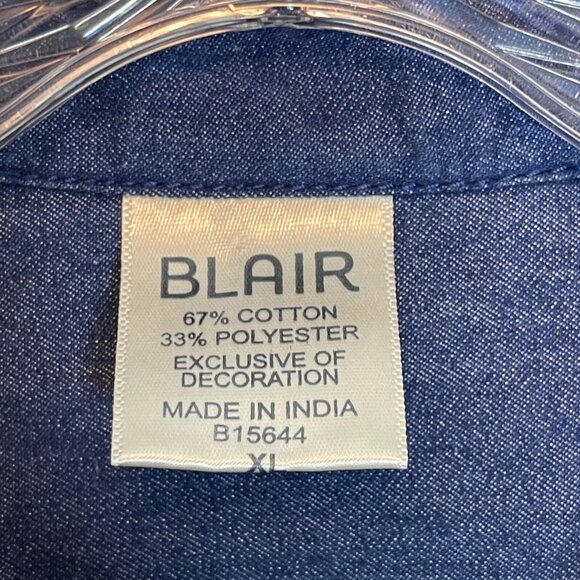 BLAIR
67% COTTON
33% POLYESTER
EXCLUSIVE OF
DECORATION
MADE IN INDIA
B15644
XL